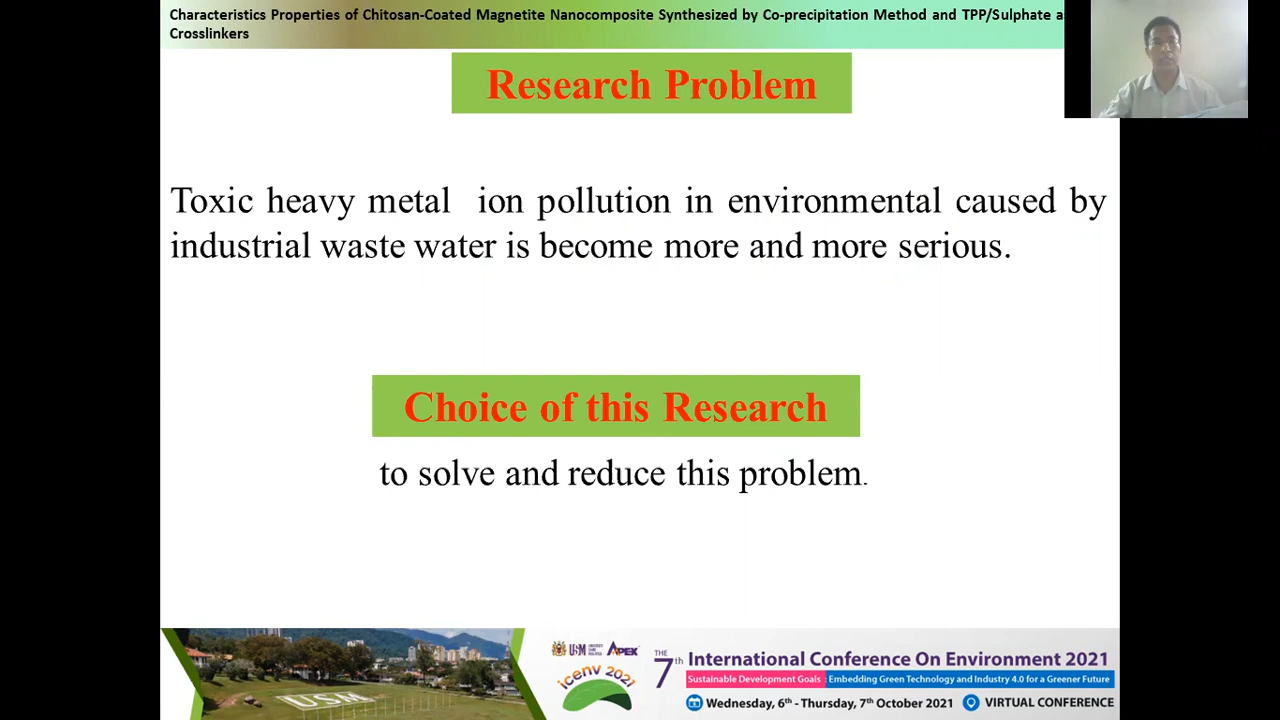 Characteristics Properties of Chitosan-Coated Magnetite Nanocomposite Synthesized by Co-precipitation Method and TPP/Sulphate a
Crosslinkers
Research Problem
Toxic heavy metal ion pollution in environmental caused by
industrial waste water is become more and more serious.
Choice of this Research
to solve and reduce this problem.
USM
USM
APEX
icenv 2021
THE
7th
International Conference On Environment 2021
Sustainable Development Goals : Embedding Green Technology and Industry 4.0 for a Greener Future
Wednesday, 6th - Thursday, 7th October 2021 VIRTUAL CONFERENCE